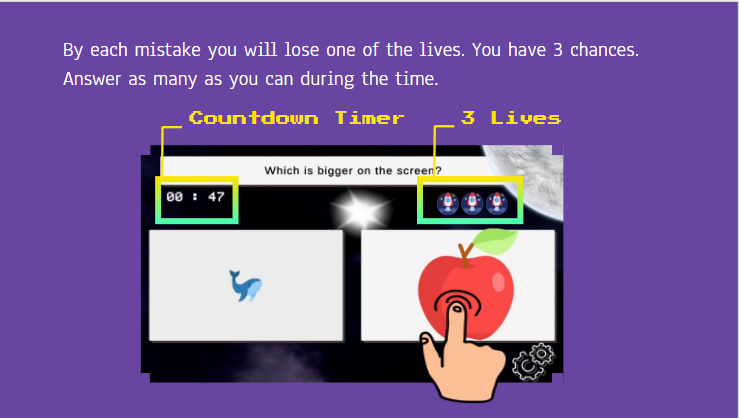 By each mistake you will lose one of the lives. You have 3 chances.
Answer as many as you can during the time.
Countdown Timer
3 Lives
Which is bigger on the screen?
00 : 47